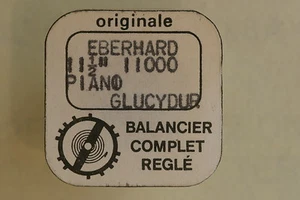 originale
EBERHARD
11½" 11000
PIANO
GLUCYDUR
BALANCIER
COMPLET
REGLÉ